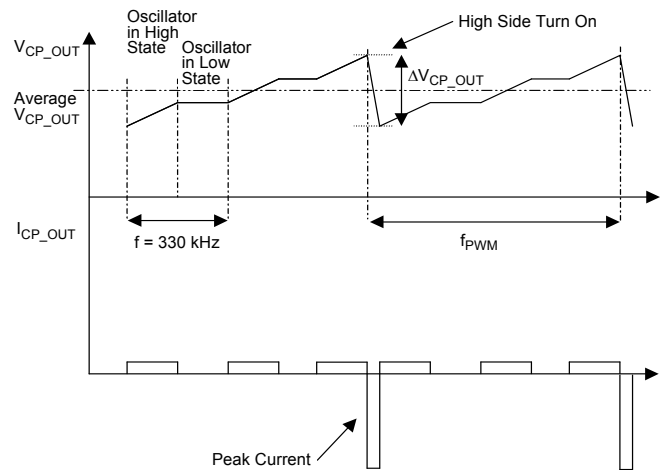 Oscillator
in High
State
Oscillator
in Low
State
High Side Turn On
V_CP_OUT
ΔV_CP_OUT
Average
V_CP_OUT
I_CP_OUT
f = 330 kHz
f_PWM
Peak Current